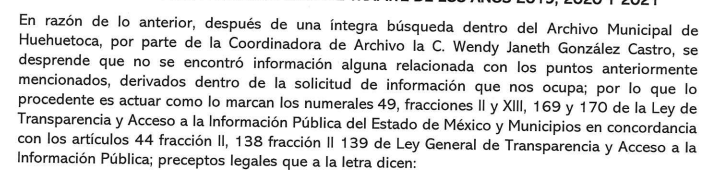 En razón de lo anterior, después de una íntegra búsqueda dentro del Archivo Municipal de
Huehuetoca, por parte de la Coordinadora de Archivo la C. Wendy Janeth González Castro, se
desprende que no se encontró información alguna relacionada con los puntos anteriormente
mencionados, derivados dentro de la solicitud de información que nos ocupa; por lo que lo
procedente es actuar como lo marcan los numerales 49, fracciones II y XIII, 169 y 170 de la Ley de
Transparencia y Acceso a la Información Pública del Estado de México y Municipios en concordancia
con los artículos 44 fracción II, 138 fracción II 139 de Ley General de Transparencia y Acceso a la
Información Pública; preceptos legales que a la letra dicen: